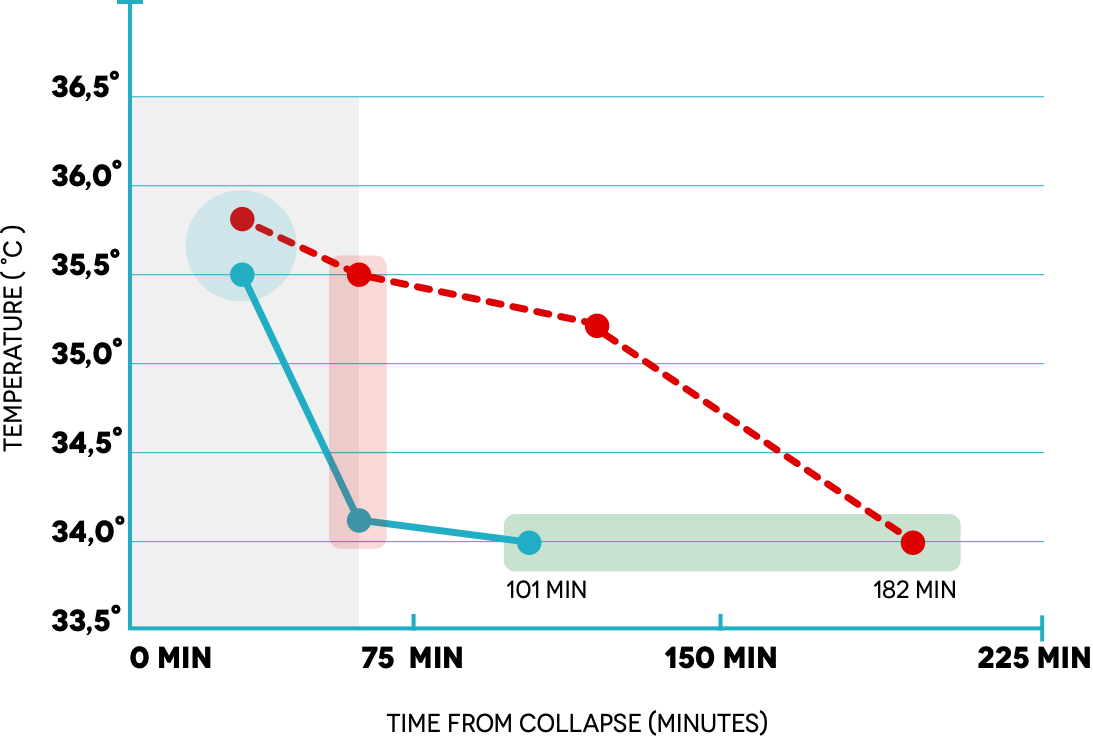 36,5°
36,0°
35,5°
35,0°
34,5°
34,0°
33,5°
TEMPERATURE (°C)
101 MIN 182 MIN
0 MIN 75 MIN 150 MIN 225 MIN
TIME FROM COLLAPSE (MINUTES)